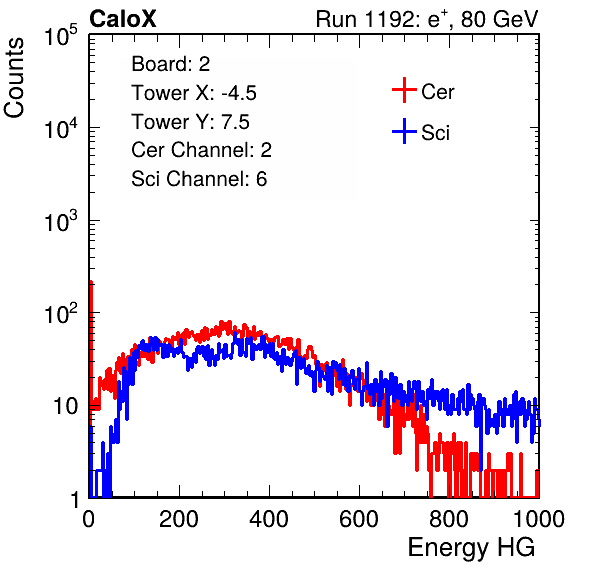 CaloX Run 1192: e⁺, 80 GeV
Counts
10⁵
10⁴
10³
10²
10
1
Board: 2
Tower X: -4.5
Tower Y: 7.5
Cer Channel: 2
Sci Channel: 6
Cer
Sci
0 200 400 600 800 1000
Energy HG